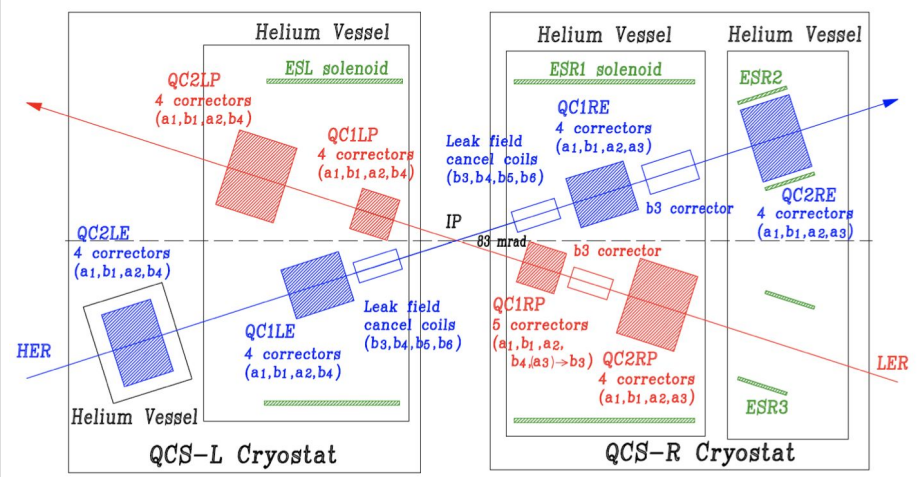 Helium Vessel
ESL solenoid
QC2LP
4 correctors
(a1,b1,a2,b4)
QC1LP
4 correctors
(a1,b1,a2,b4)
QC2LE
4 correctors
(a1,b1,a2,b4)
HER
Helium Vessel
QC1LE
4 correctors
(a1,b1,a2,b4)
Leak field
cancel coils
(b3,b4,b5,b6)
QCS-L Cryostat
IP
83 mrad
Helium Vessel
ESR1 solenoid
QC1RE
4 correctors
(a1,b1,a2,a3)
Leak field
cancel coils
(b3,b4,b5,b6)
b3 corrector
b3 corrector
QC1RP
5 correctors
(a1,b1,a2,
b4,(a3)→b3)
QC2RP
4 correctors
(a1,b1,a2,a3)
Helium Vessel
ESR2
QC2RE
4 correctors
(a1,b1,a2,a3)
LER
ESR3
QCS-R Cryostat